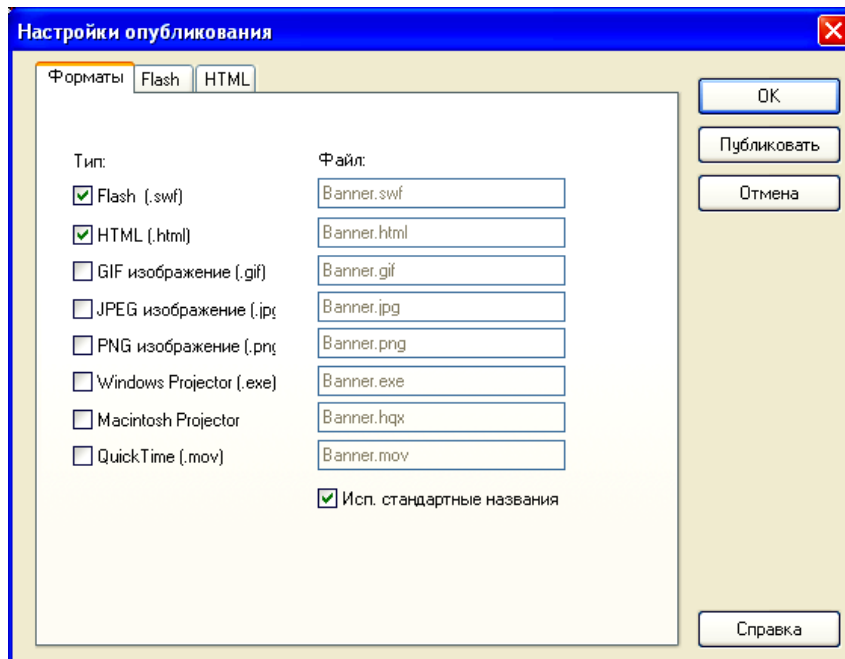 Настройки опубликования
Форматы Flash HTML
OK
Публиковать
Отмена
Тип: Файл:
Flash (.swf) Banner.swf
HTML (.html) Banner.html
GIF изображение (.gif) Banner.gif
JPEG изображение (.jpg Banner.jpg
PNG изображение (.png Banner.png
Windows Projector (.exe) Banner.exe
Macintosh Projector Banner.hqx
QuickTime (.mov) Banner.mov
Исп. стандартные названия
Справка